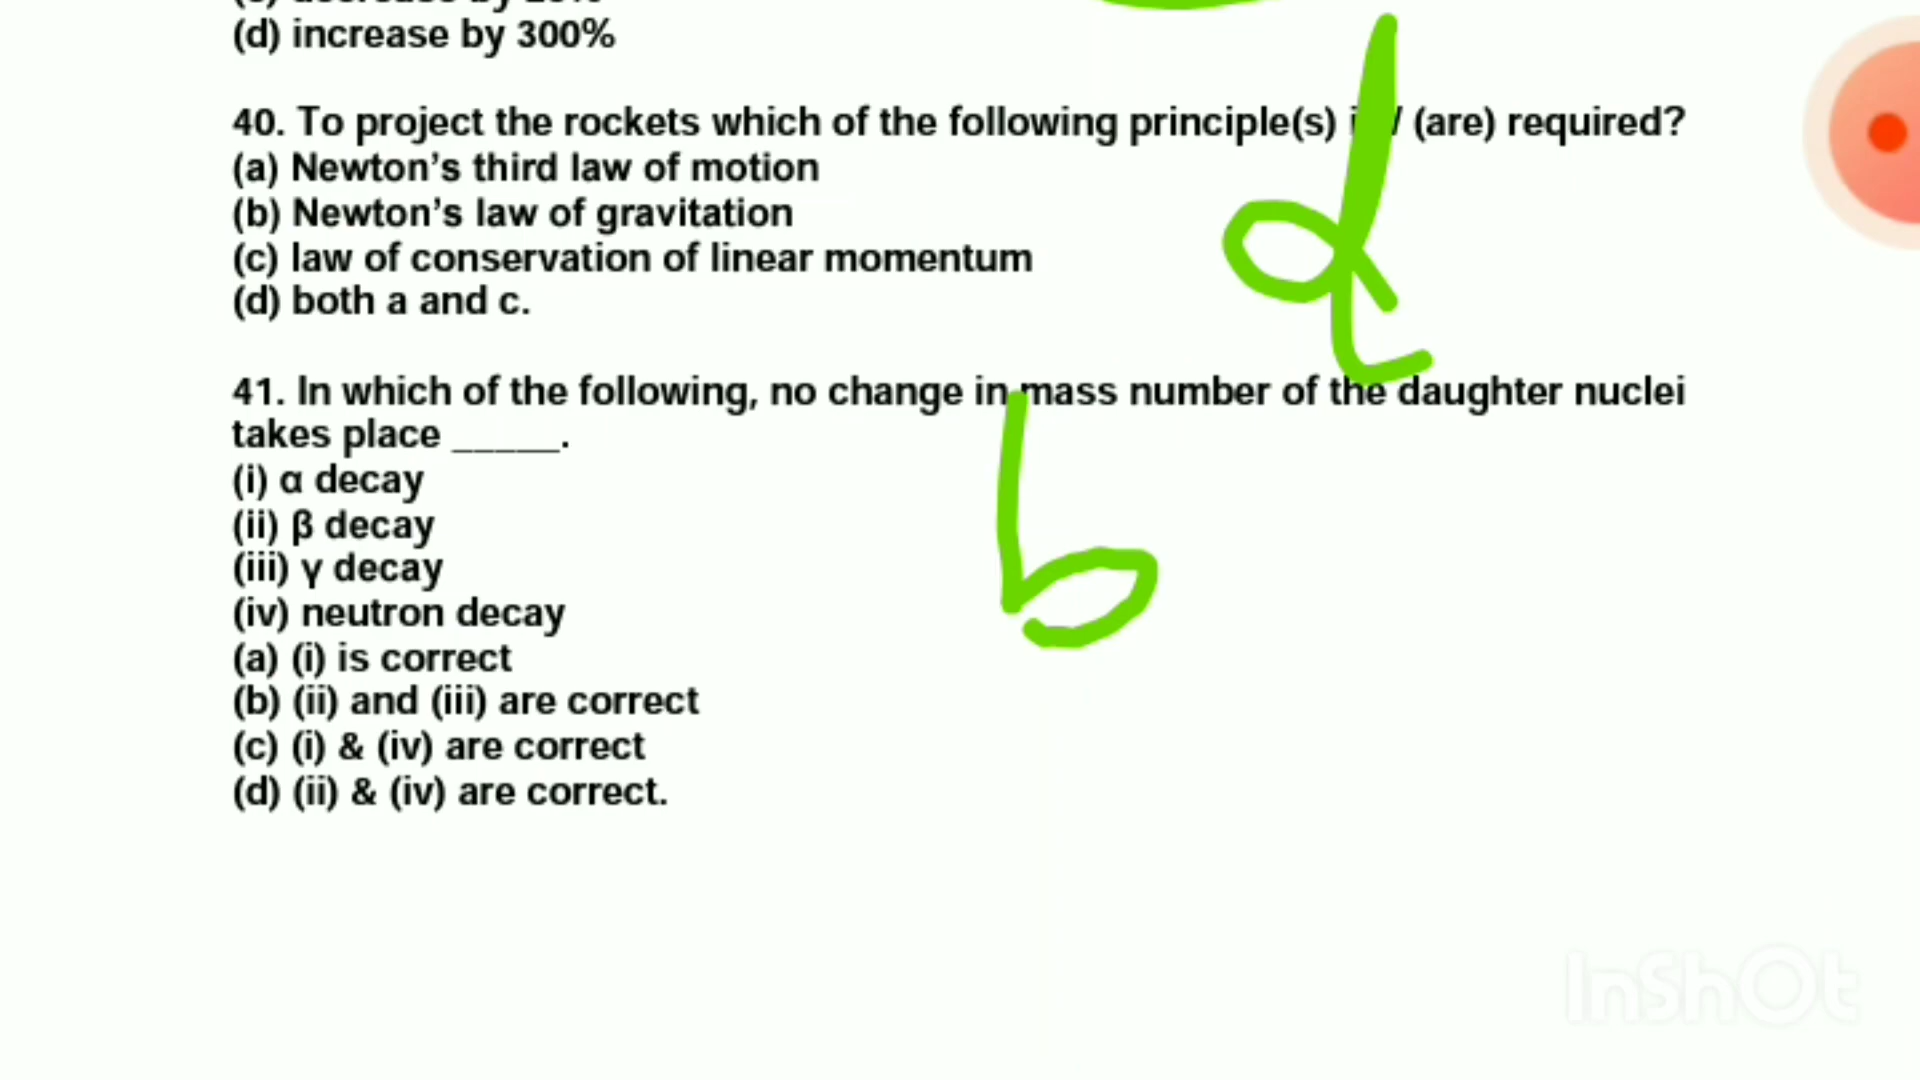 (d) increase by 300%
40. To project the rockets which of the following principle(s) / (are) required?
(a) Newton’s third law of motion
(b) Newton’s law of gravitation
(c) law of conservation of linear momentum
(d) both a and c.
d
41. In which of the following, no change in mass number of the daughter nuclei
takes place _____.
(i) α decay
(ii) β decay
(iii) γ decay
(iv) neutron decay
b
(a) (i) is correct
(b) (ii) and (iii) are correct
(c) (i) & (iv) are correct
(d) (ii) & (iv) are correct.
InShOt